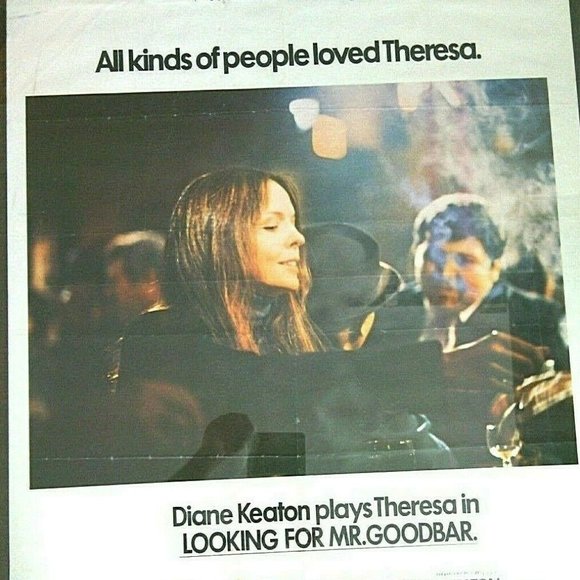 All kinds of people loved Theresa.
Diane Keaton plays Theresa in
LOOKING FOR MR.GOODBAR.